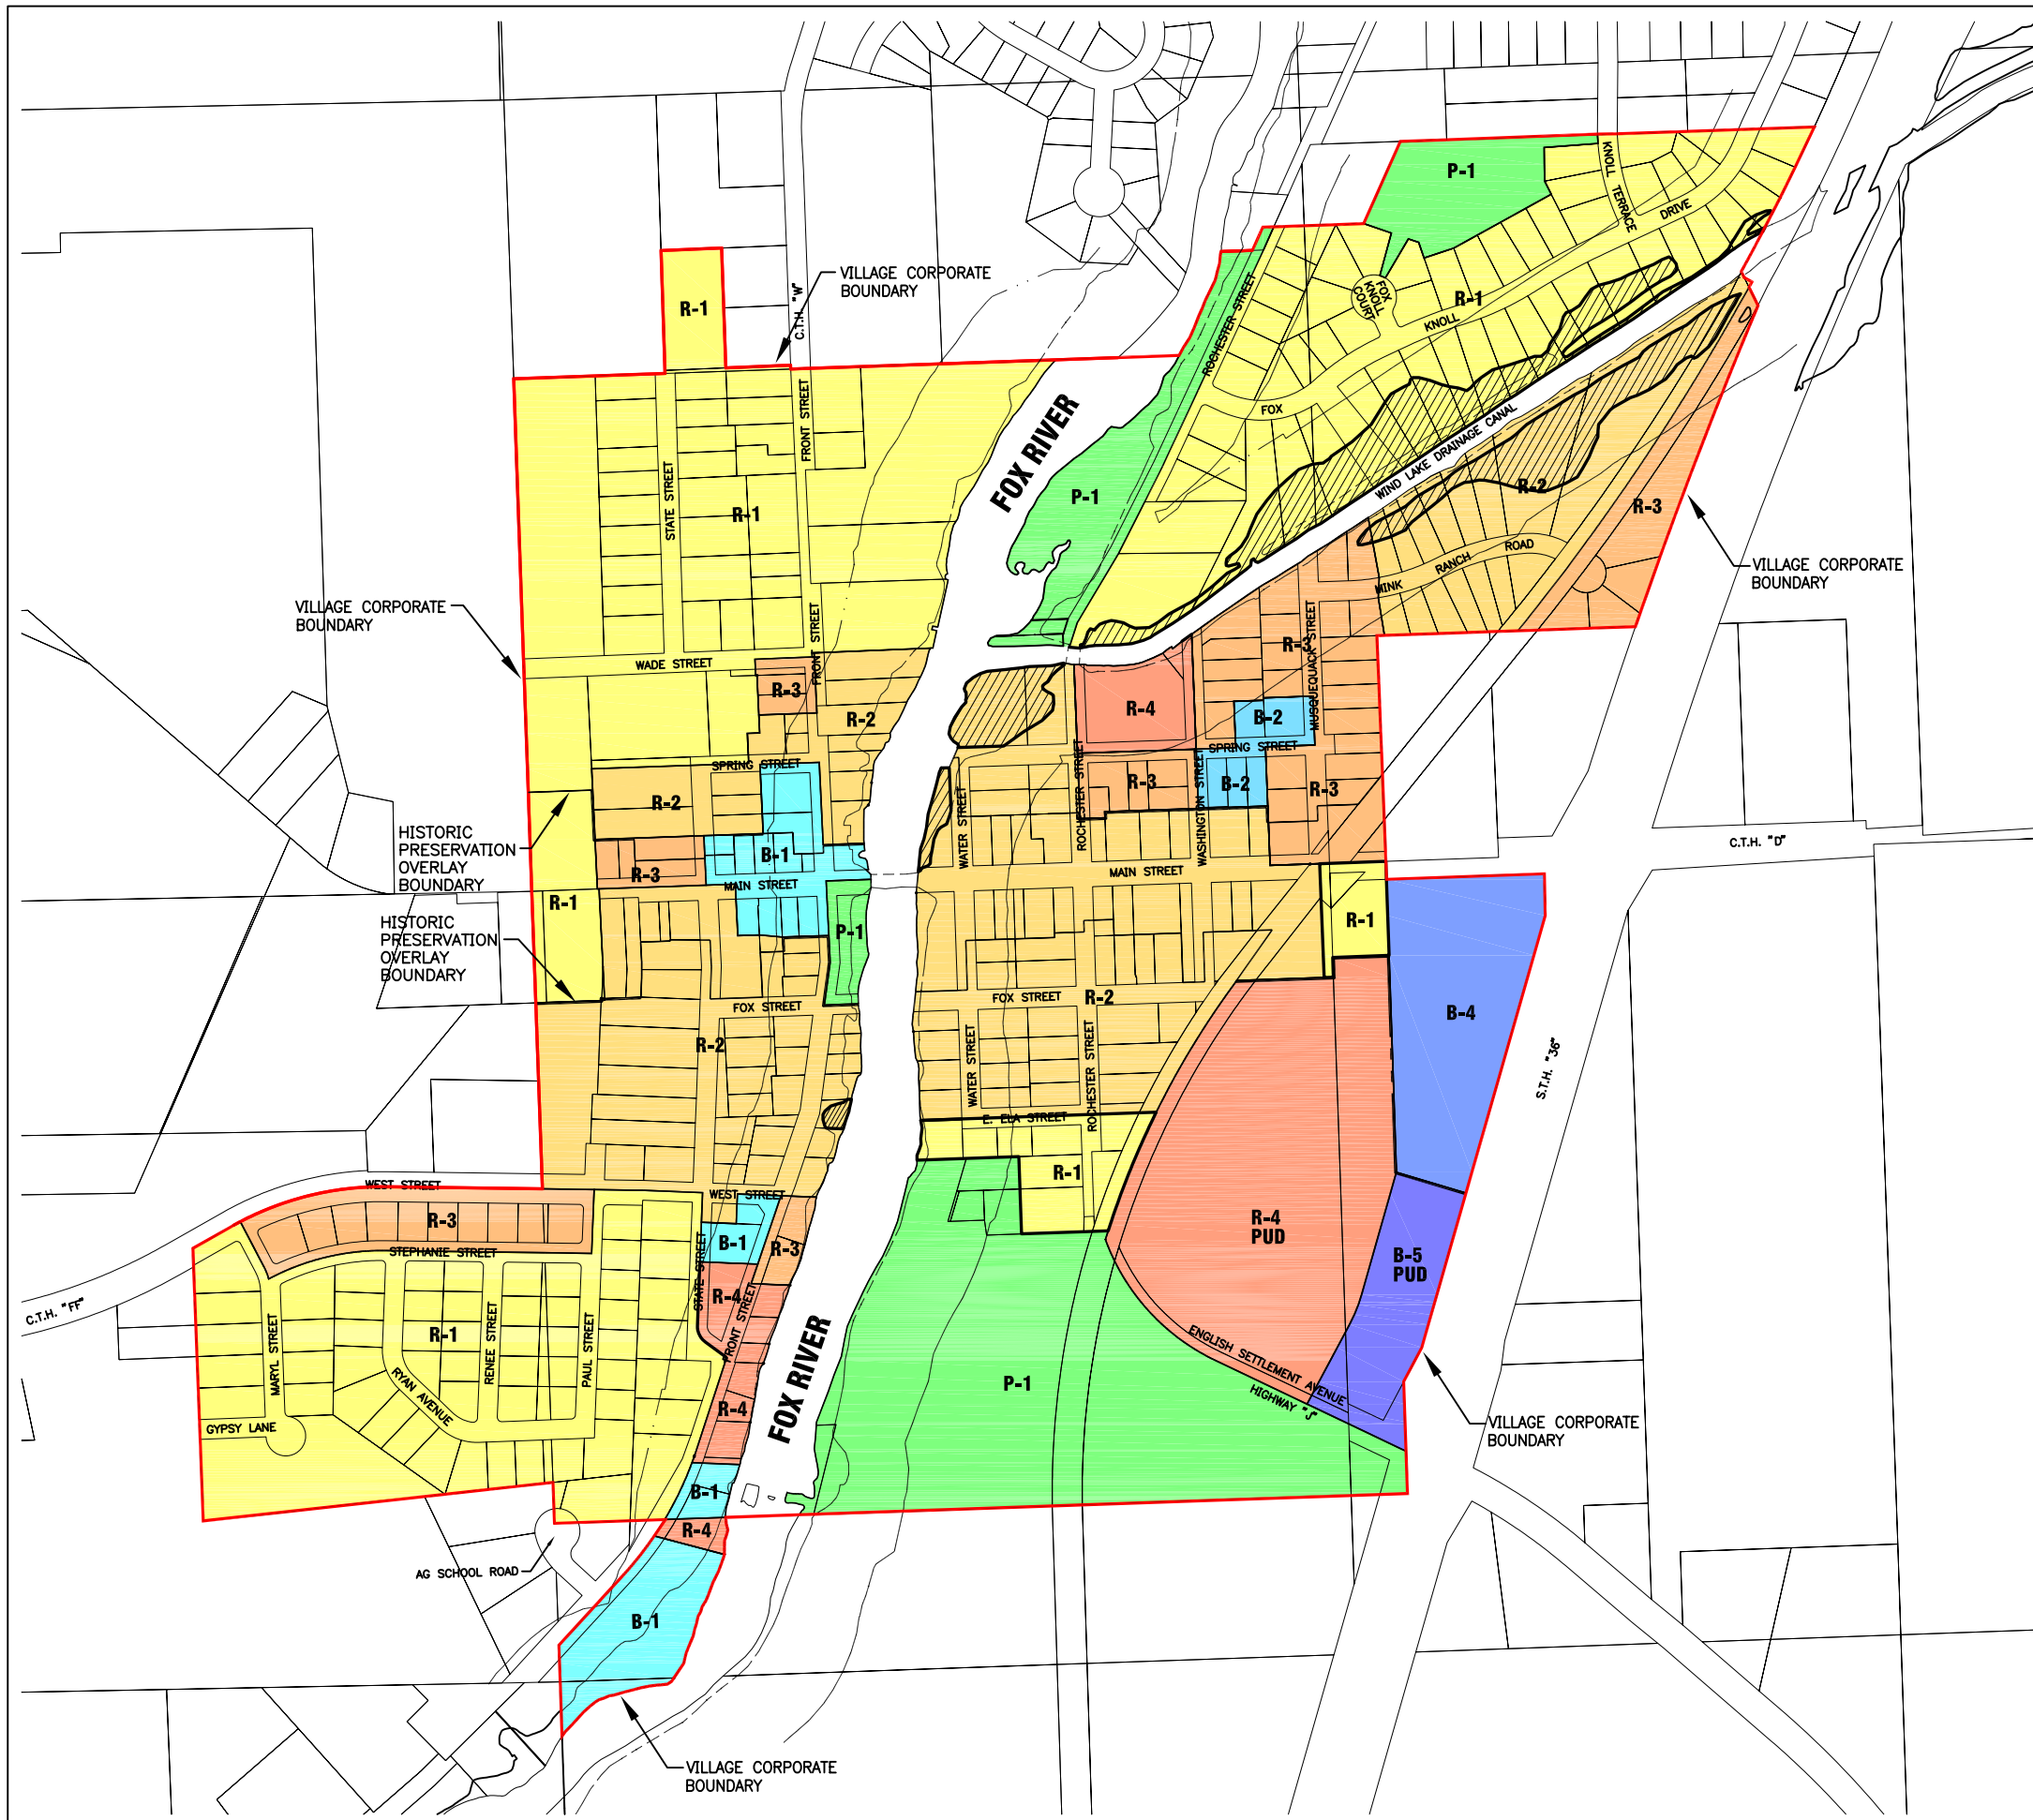 P-1
KNOLL TERRACE
DRIVE
VILLAGE CORPORATE
BOUNDARY
C.T.H. "W"
R-1
ROCHESTER STREET
FOX
KNOLL
COURT
R-1
KNOLL
FOX
FOX RIVER
FRONT STREET
STATE STREET
R-1
P-1
WIND LAKE DRAINAGE CANAL
R-2
R-3
VILLAGE CORPORATE
BOUNDARY
MINK RANCH ROAD
VILLAGE CORPORATE
BOUNDARY
FRONT STREET
WADE STREET
R-3
R-2
R-4
R-3
MUSQUEQUACK STREET
B-2
SPRING STREET
SPRING STREET
R-2
B-1
R-3
MAIN STREET
WATER STREET
ROCHESTER STREET
R-3
WASHINGTON STREET
B-2
R-3
MAIN STREET
C.T.H. "D"
HISTORIC
PRESERVATION
OVERLAY
BOUNDARY
R-1
HISTORIC
PRESERVATION
OVERLAY
BOUNDARY
P-1
R-1
FOX STREET
FOX STREET
R-2
R-2
B-4
S.T.H. "36"
WATER STREET
ROCHESTER STREET
E. ELA STREET
R-1
WEST STREET
R-3
STEPHANIE STREET
WEST STREET
B-1
STATE STREET
R-3
R-4
FRONT STREET
R-4
PUD
B-5
PUD
C.T.H. "FF"
MARYL STREET
R-1
RYAN AVENUE
RENEE STREET
PAUL STREET
GYPSY LANE
R-4
FOX RIVER
P-1
ENGLISH SETTLEMENT AVENUE
HIGHWAY "J"
VILLAGE CORPORATE
BOUNDARY
B-1
R-4
AG SCHOOL ROAD
B-1
VILLAGE CORPORATE
BOUNDARY